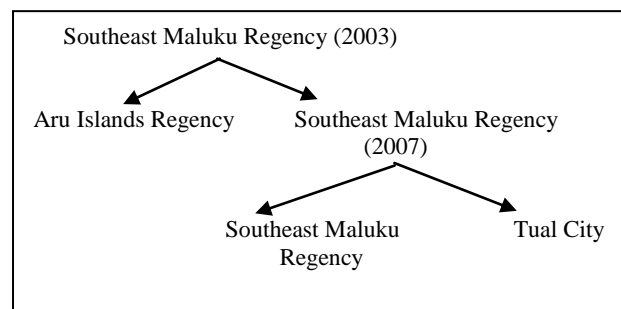 Southeast Maluku Regency (2003)
Aru Islands Regency
Southeast Maluku Regency
(2007)
Southeast Maluku
Regency
Tual City